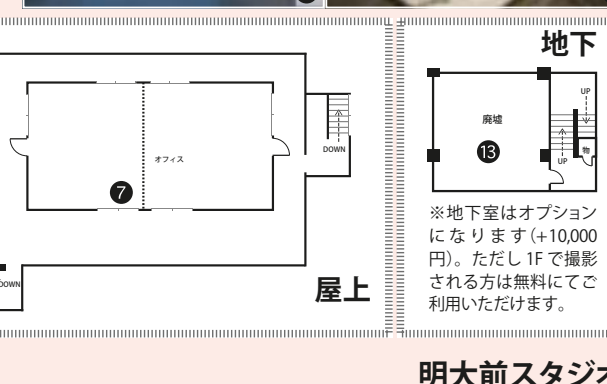 オフィス
7
DOWN
DOWN
屋上
地下
UP
廃墟
13
UP
物
※地下室はオプション
になります(+10,000
円)。ただし 1F で撮影
される方は無料にてご
利用いただけます。
明大前スタジオ